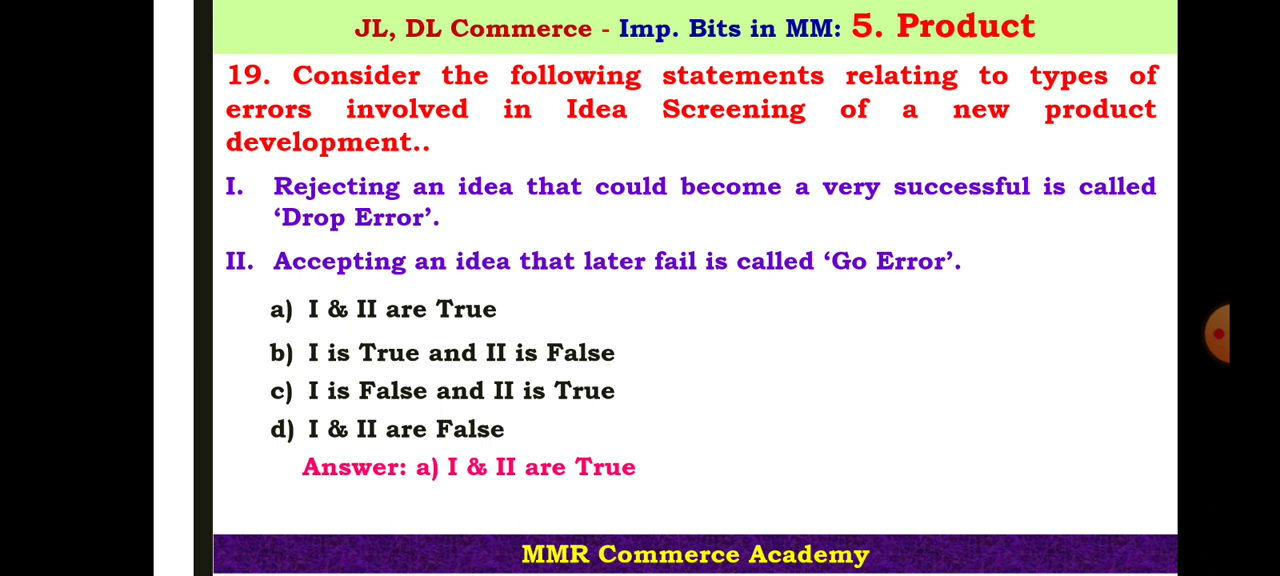 JL, DL Commerce - Imp. Bits in MM: 5. Product
19. Consider the following statements relating to types of
errors involved in Idea Screening of a new product
development..
I. Rejecting an idea that could become a very successful is called
‘Drop Error’.
II. Accepting an idea that later fail is called ‘Go Error’.
a) I & II are True
b) I is True and II is False
c) I is False and II is True
d) I & II are False
Answer: a) I & II are True
MMR Commerce Academy